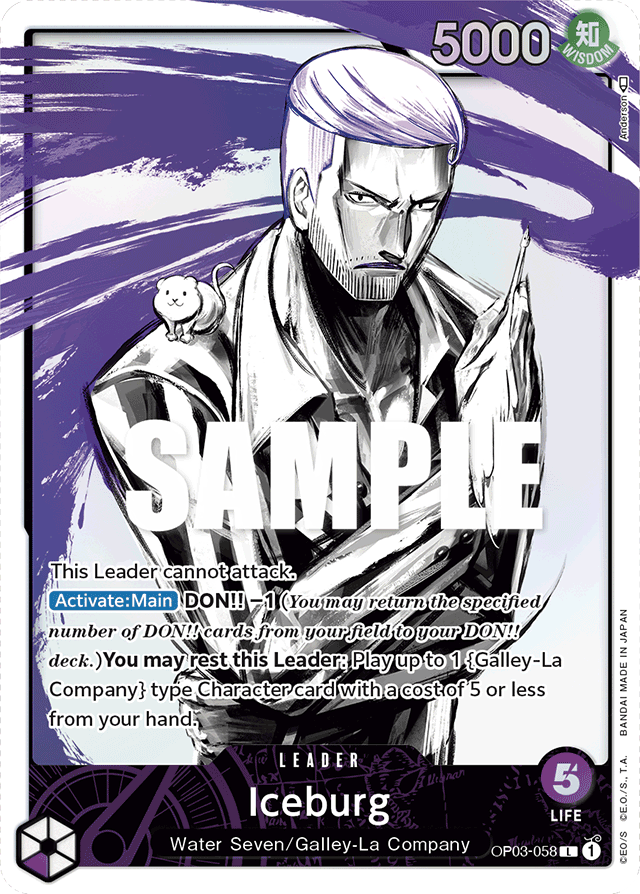 5000
知
WISDOM
Anderson
SAMPLE
This Leader cannot attack.
Activate:Main DON!! −1 (You may return the specified
number of DON!! cards from your field to your DON!!
deck.)You may rest this Leader: Play up to 1 {Galley-La
Company} type Character card with a cost of 5 or less
from your hand.
LEADER
Iceburg
Water Seven/Galley-La Company
5
LIFE
OP03-058 L 1
©EO/S ©E.O./S., T.A. BANDAI MADE IN JAPAN